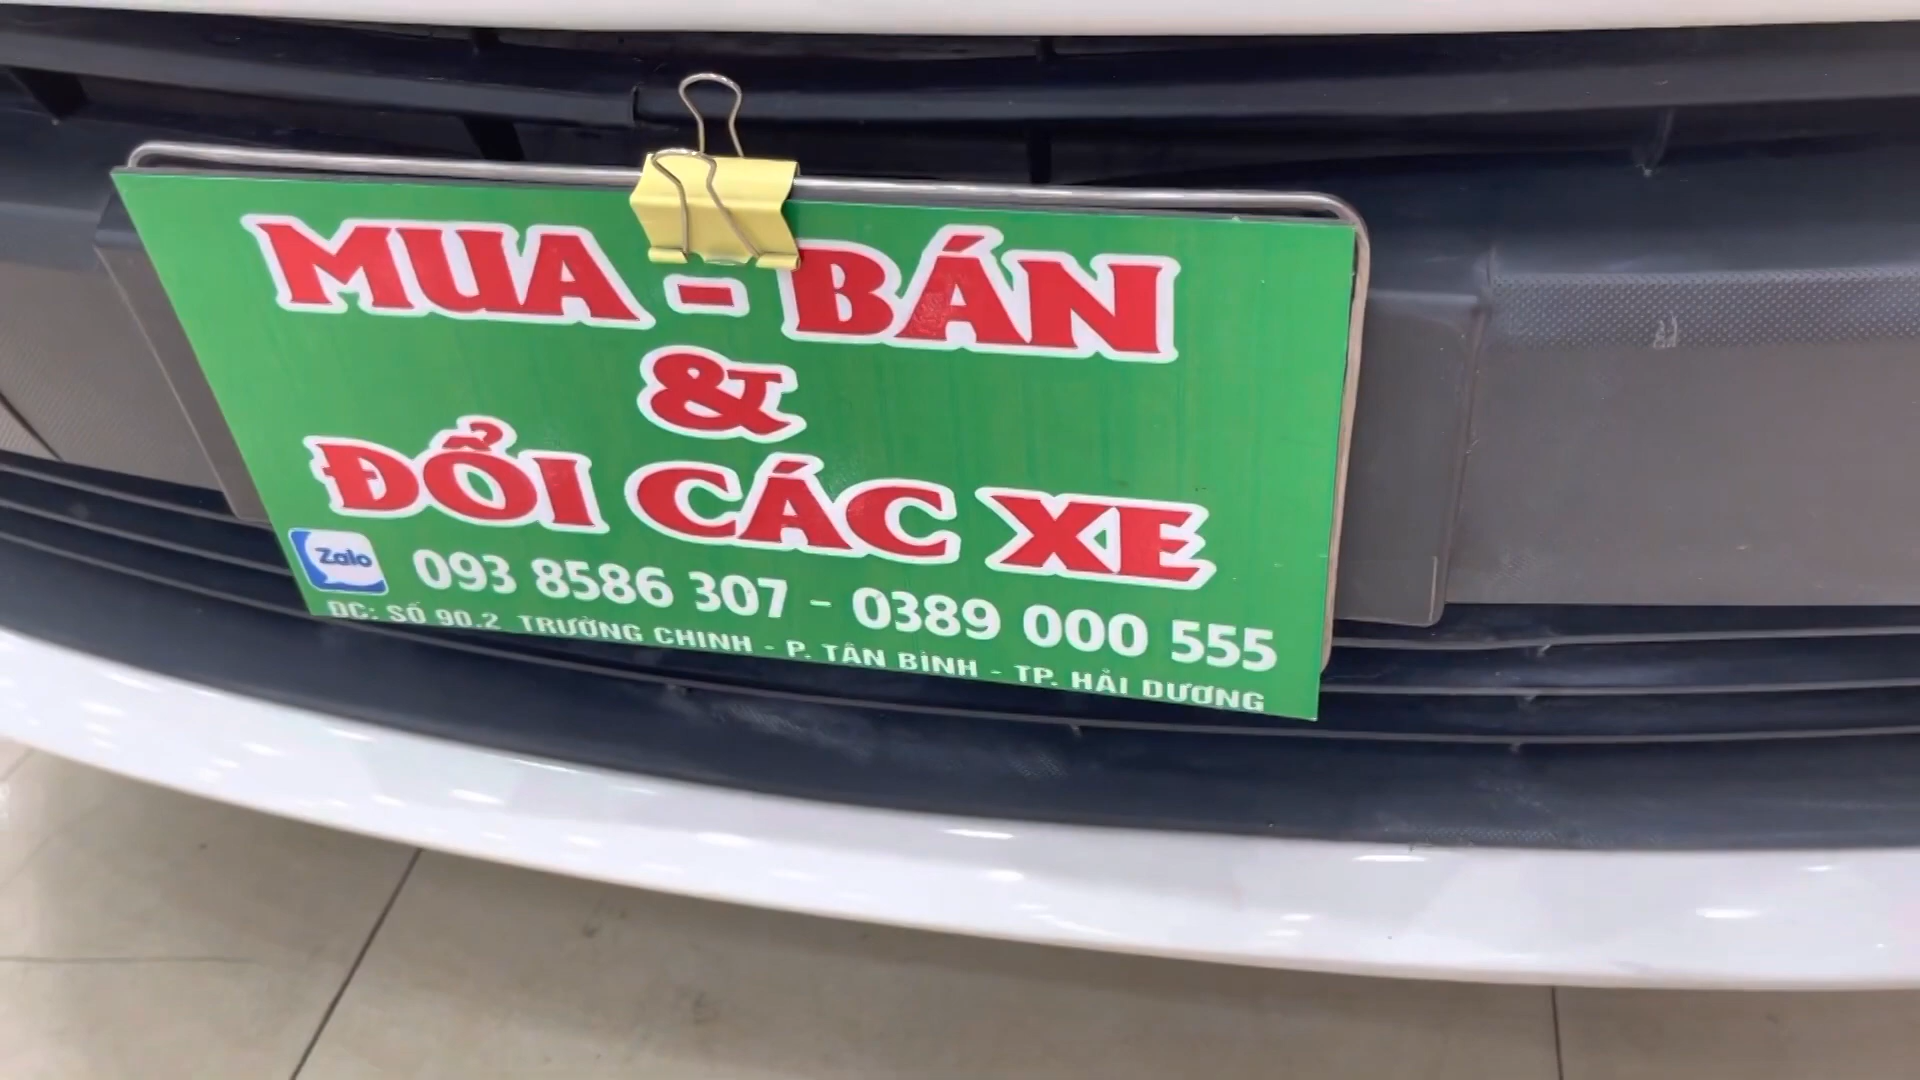 MUA - BÁN
&
ĐỔI CÁC XE
Zalo 093 8586 307 - 0389 000 555
ĐC: SỐ 90.2 TRƯỜNG CHINH - P. TÂN BÌNH - TP. HẢI DƯƠNG